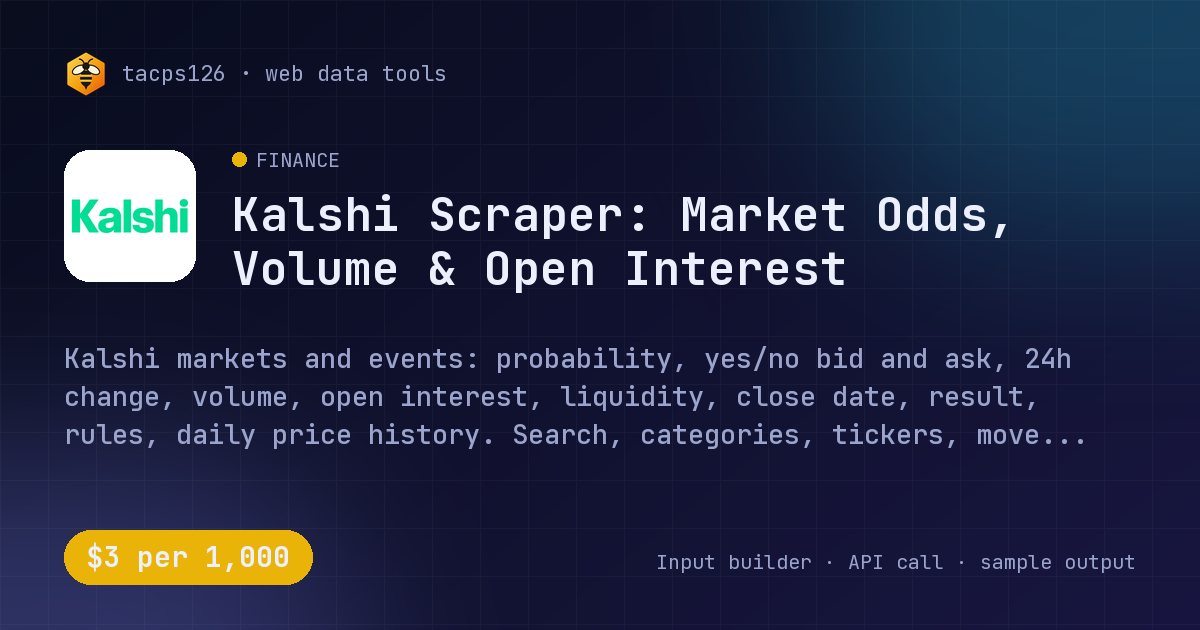 tacps126 · web data tools
Kalshi
FINANCE
Kalshi Scraper: Market Odds,
Volume & Open Interest
Kalshi markets and events: probability, yes/no bid and ask, 24h
change, volume, open interest, liquidity, close date, result,
rules, daily price history. Search, categories, tickers, move...
$3 per 1,000
Input builder · API call · sample output